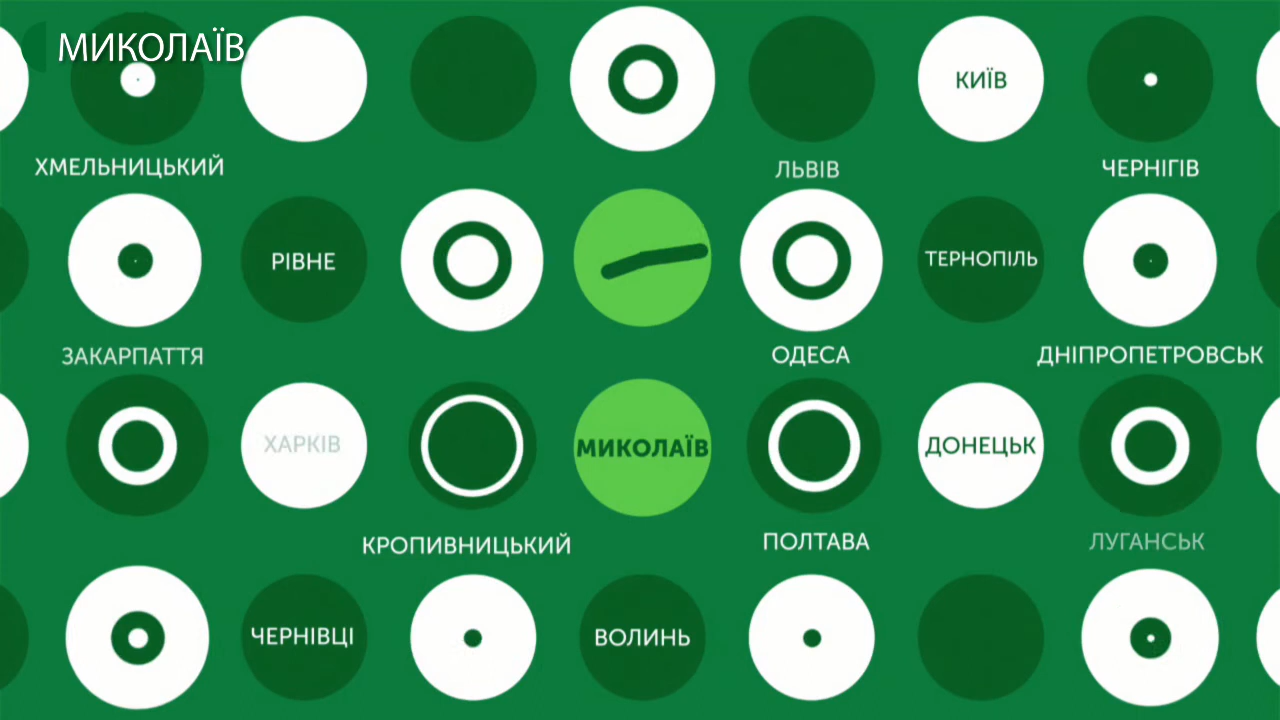 МИКОЛАЇВ
КИЇВ
ХМЕЛЬНИЦЬКИЙ
ЛЬВІВ
ЧЕРНІГІВ
РІВНЕ
ТЕРНОПІЛЬ
ЗАКАРПАТТЯ
ОДЕСА
ДНІПРОПЕТРОВСЬК
ХАРКІВ
МИКОЛАЇВ
ДОНЕЦЬК
КРОПИВНИЦЬКИЙ
ПОЛТАВА
ЛУГАНСЬК
ЧЕРНІВЦІ
ВОЛИНЬ